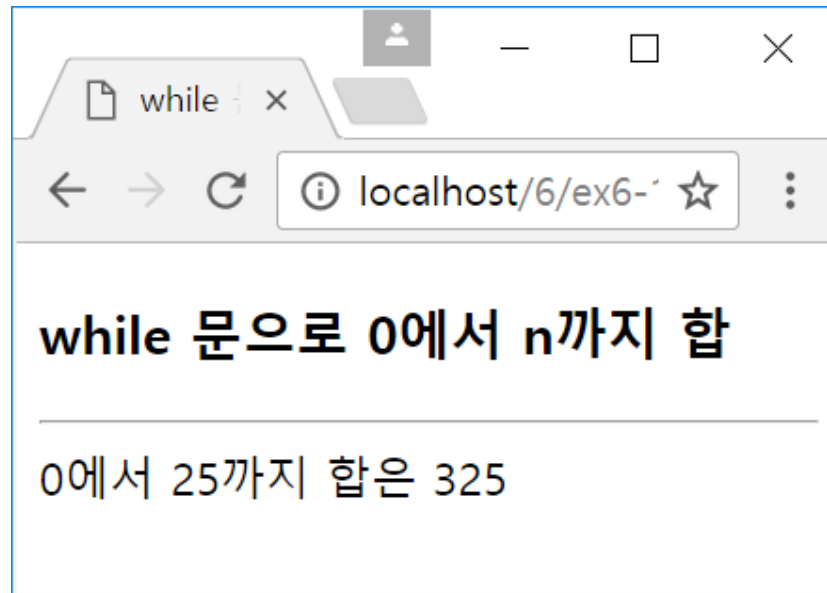 while
localhost/6/ex6-
while 문으로 0에서 n까지 합
0에서 25까지 합은 325